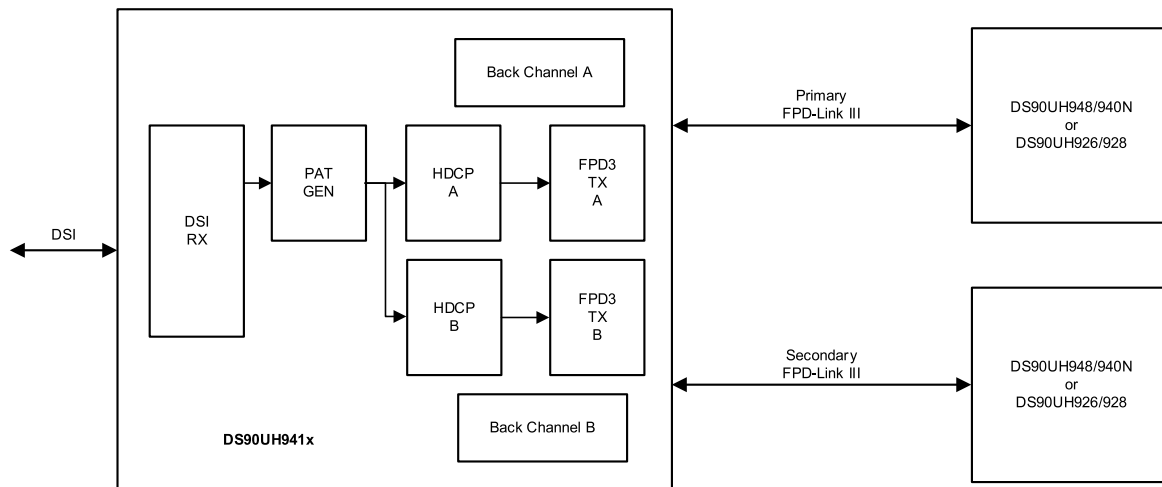 DSI
Back Channel A
DSI
RX
PAT
GEN
HDCP
A
FPD3
TX
A
HDCP
B
FPD3
TX
B
Back Channel B
DS90UH941x
Primary
FPD-Link III
DS90UH948/940N
or
DS90UH926/928
Secondary
FPD-Link III
DS90UH948/940N
or
DS90UH926/928